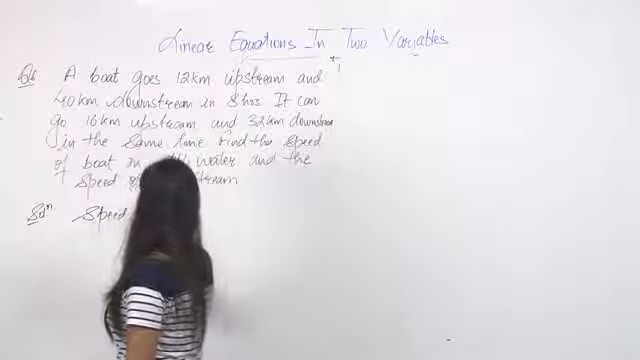 Linear Equations In Two Variables
Q: A boat goes 12km upstream and
40km downstream in 8hrs It can
go 16km upstream and 32km downstream
in the same time find the speed
of boat in water and the
speed of stream
Solⁿ Speed